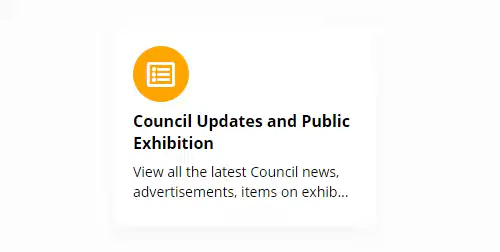 Council Updates and Public
Exhibition
View all the latest Council news,
advertisements, items on exhib...